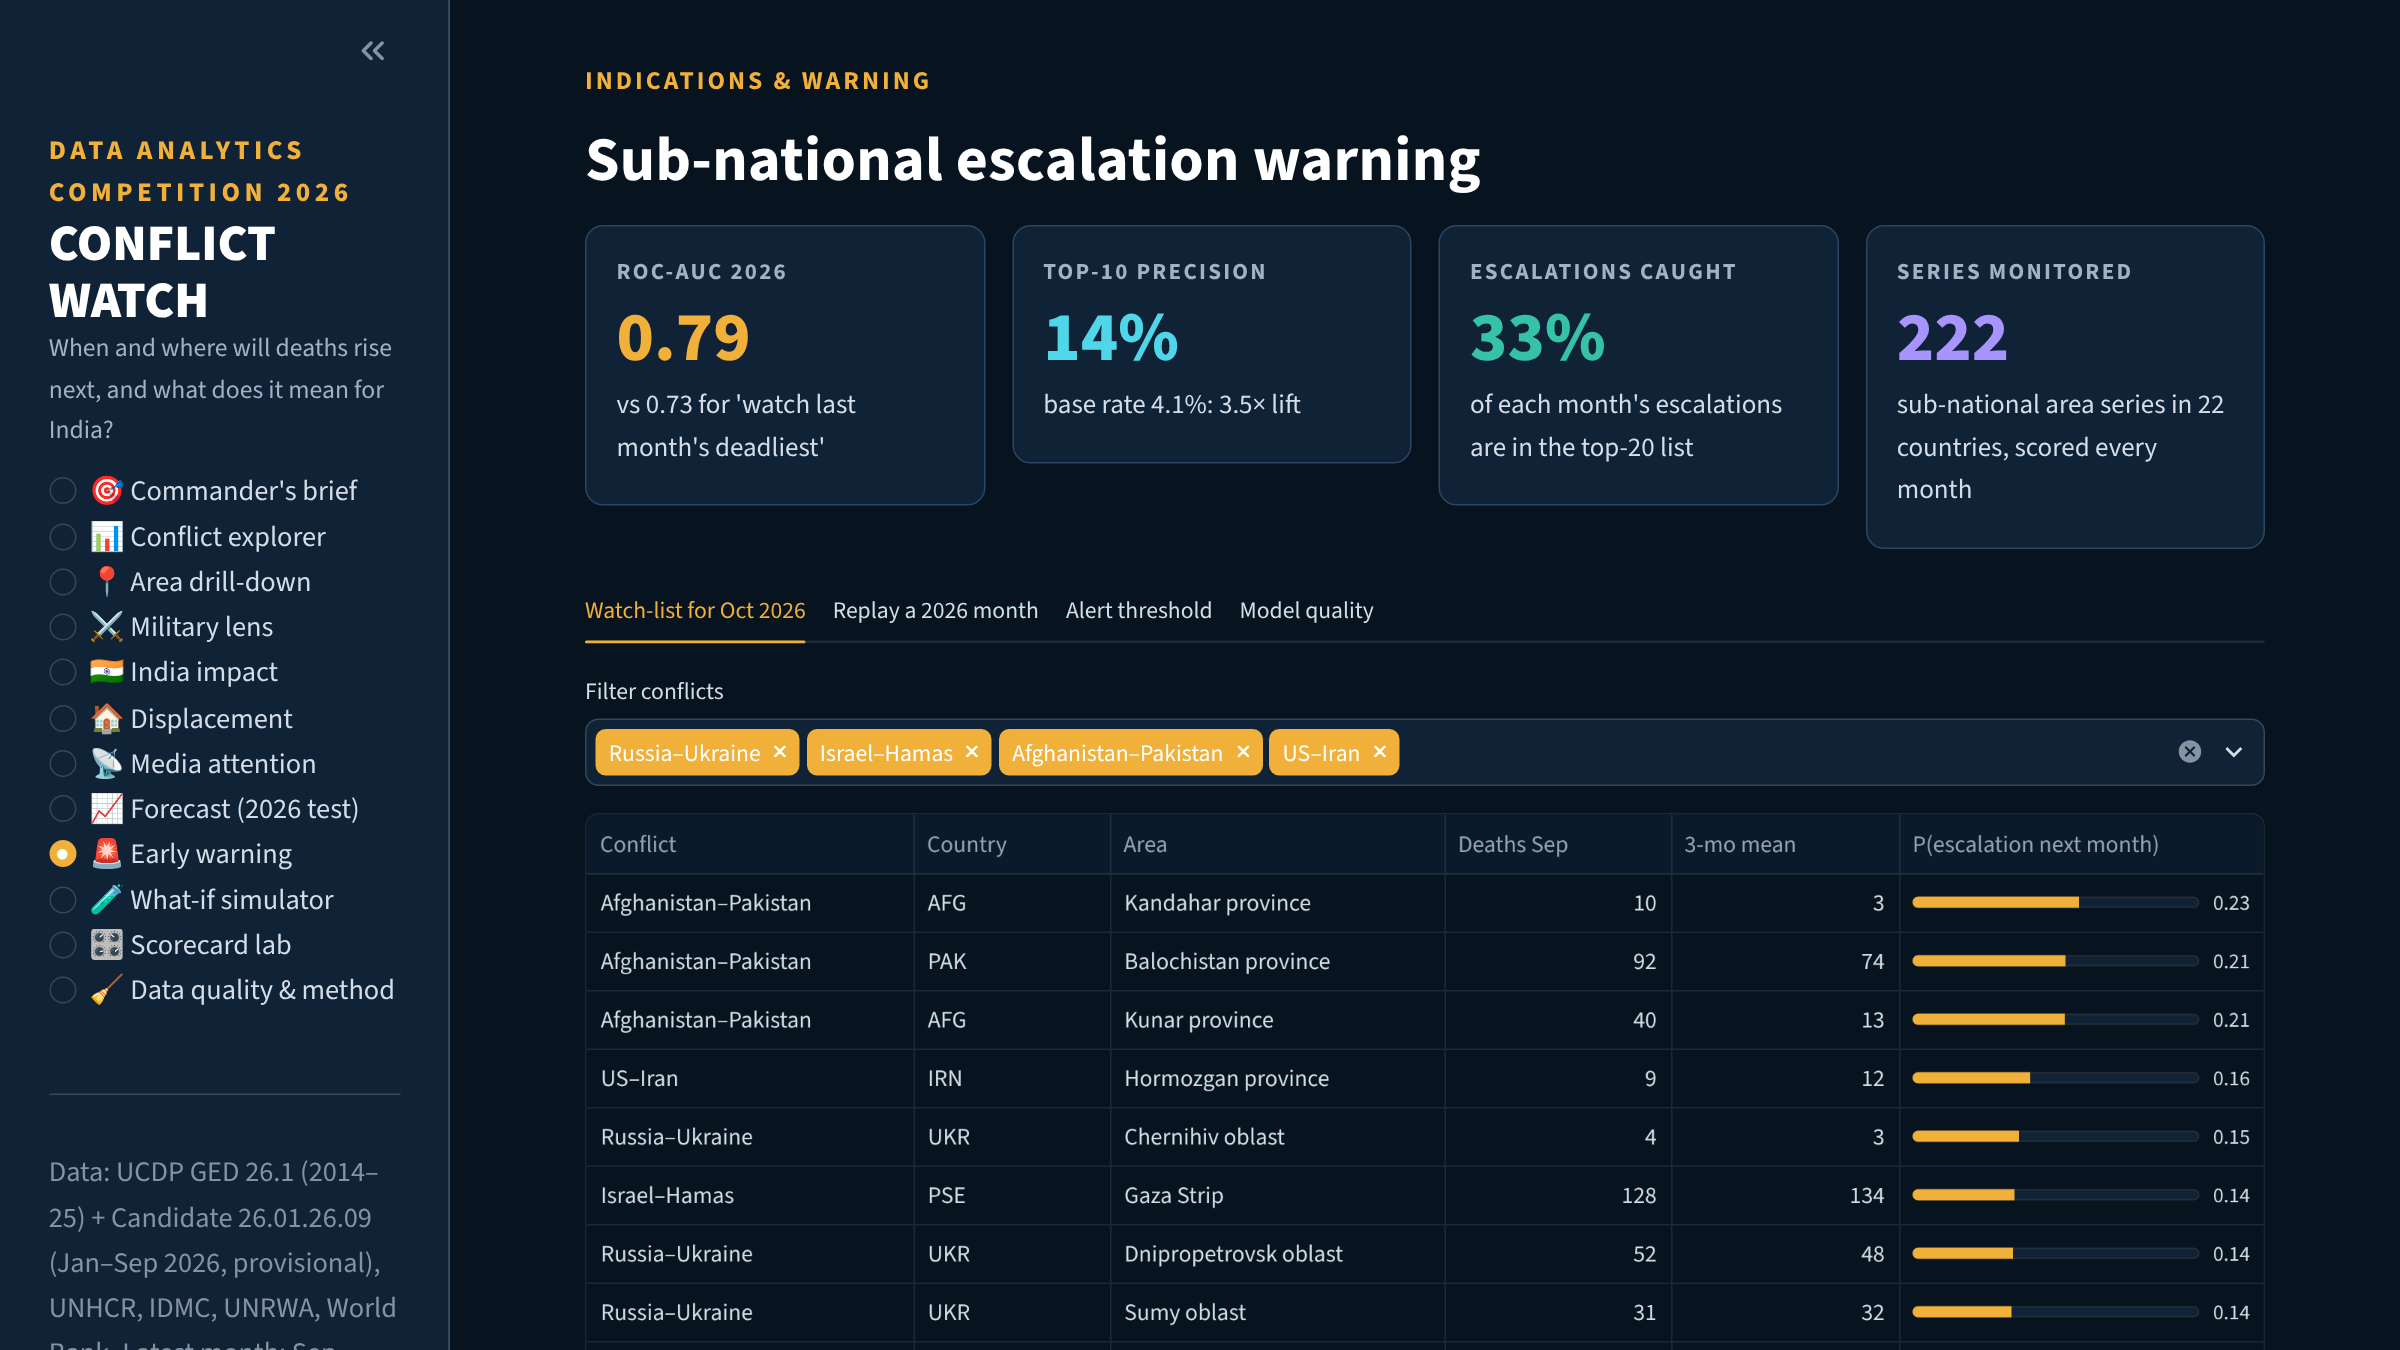 DATA ANALYTICS
COMPETITION 2026
CONFLICT
WATCH
When and where will deaths rise
next, and what does it mean for
India?
Commander's brief
Conflict explorer
Area drill-down
Military lens
India impact
Displacement
Media attention
Forecast (2026 test)
Early warning
What-if simulator
Scorecard lab
Data quality & method
Data: UCDP GED 26.1 (2014–
25) + Candidate 26.01.26.09
(Jan–Sep 2026, provisional),
UNHCR, IDMC, UNRWA, World
Bank. Latest month: Sep
INDICATIONS & WARNING
Sub-national escalation warning
ROC-AUC 2026
0.79
vs 0.73 for 'watch last
month's deadliest'
TOP-10 PRECISION
14%
base rate 4.1%: 3.5× lift
ESCALATIONS CAUGHT
33%
of each month's escalations
are in the top-20 list
SERIES MONITORED
222
sub-national area series in 22
countries, scored every
month
Watch-list for Oct 2026 Replay a 2026 month Alert threshold Model quality
Filter conflicts
Russia–Ukraine Israel–Hamas Afghanistan–Pakistan US–Iran
Conflict Country Area Deaths Sep 3-mo mean P(escalation next month)
Afghanistan–Pakistan AFG Kandahar province 10 3 0.23
Afghanistan–Pakistan PAK Balochistan province 92 74 0.21
Afghanistan–Pakistan AFG Kunar province 40 13 0.21
US–Iran IRN Hormozgan province 9 12 0.16
Russia–Ukraine UKR Chernihiv oblast 4 3 0.15
Israel–Hamas PSE Gaza Strip 128 134 0.14
Russia–Ukraine UKR Dnipropetrovsk oblast 52 48 0.14
Russia–Ukraine UKR Sumy oblast 31 32 0.14